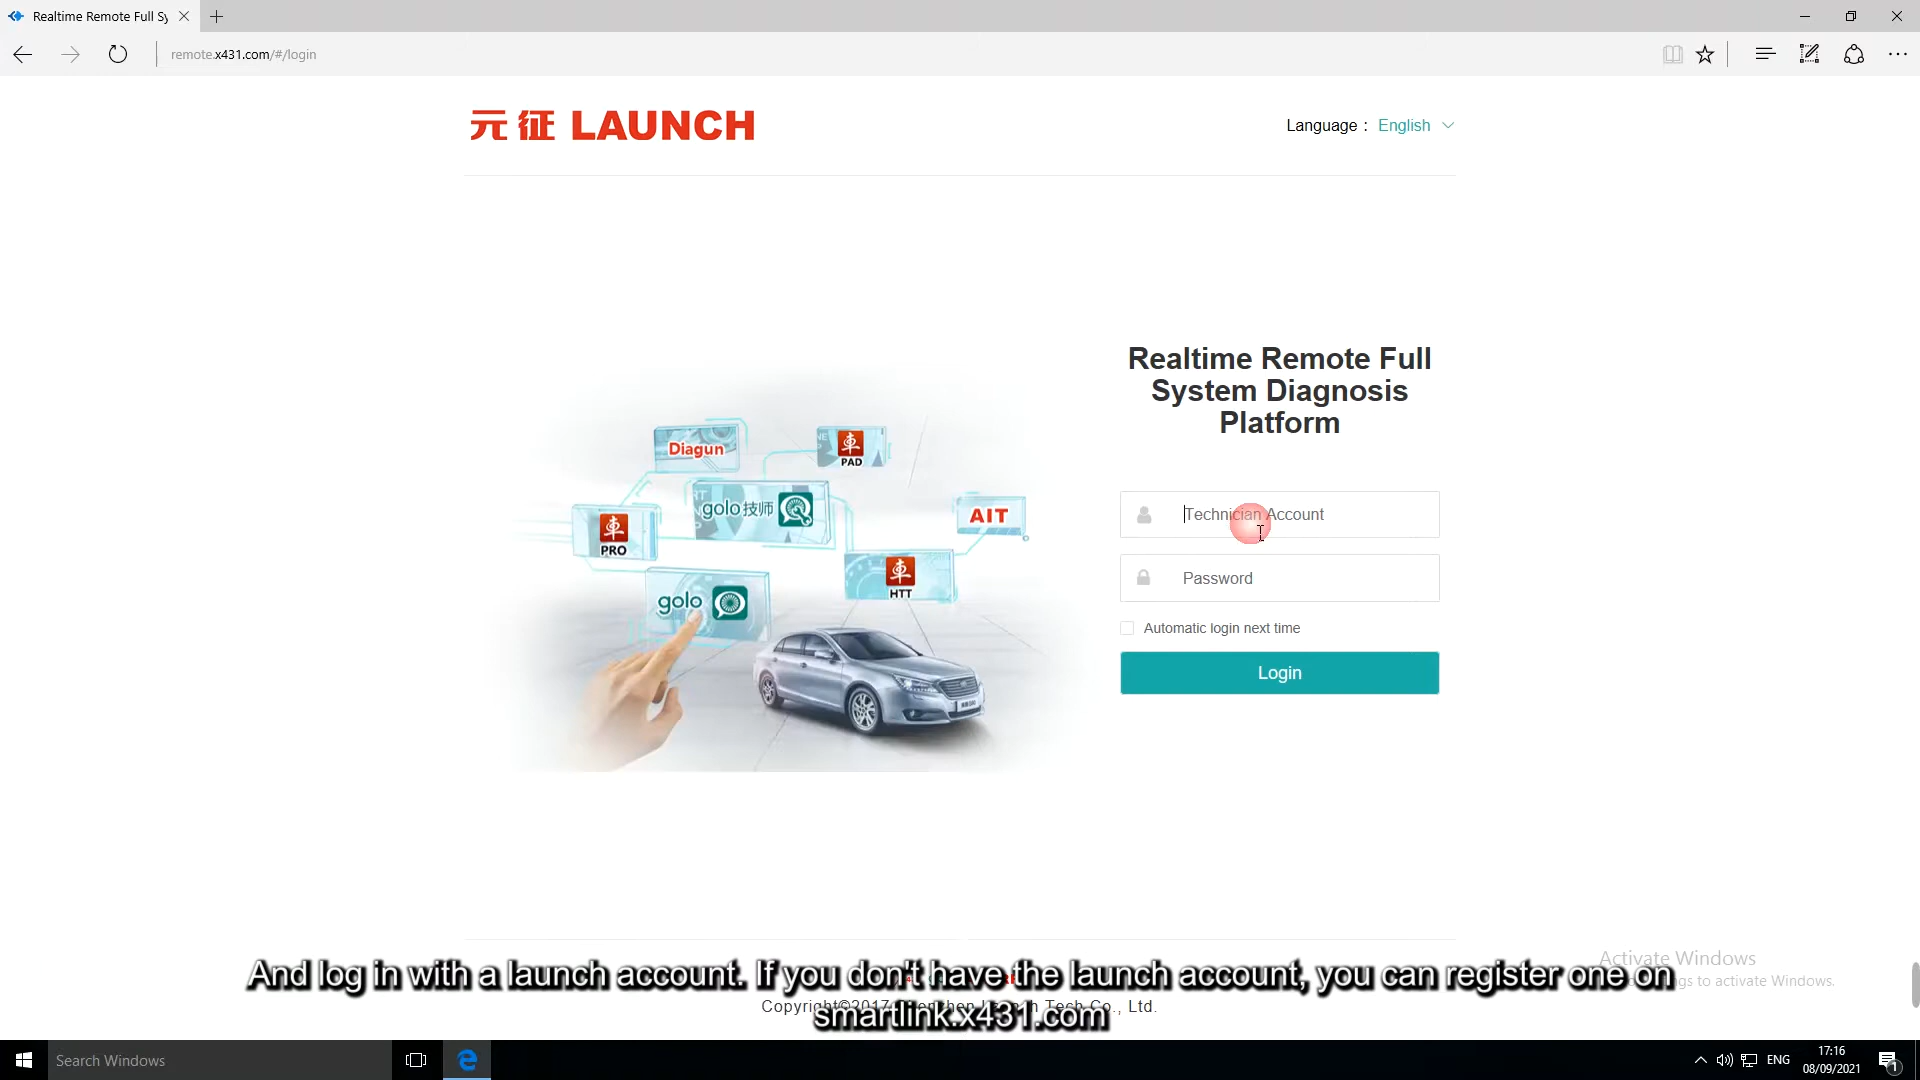 Realtime Remote Full Sy
remote.x431.com/#/login
元征 LAUNCH
Language : English
Realtime Remote Full
System Diagnosis
Platform
Diagun
車
PAD
golo技师
AIT
車
PRO
車
HTT
golo
Technician Account
Password
Automatic login next time
Login
Activate Windows
And log in with a launch account. If you don't have the launch account, you can register one on
smartlink.x431.com
gs to activate Windows.
Copyright©2017 Tech Co., Ltd.
Search Windows
ENG
17:16
08/09/2021
1